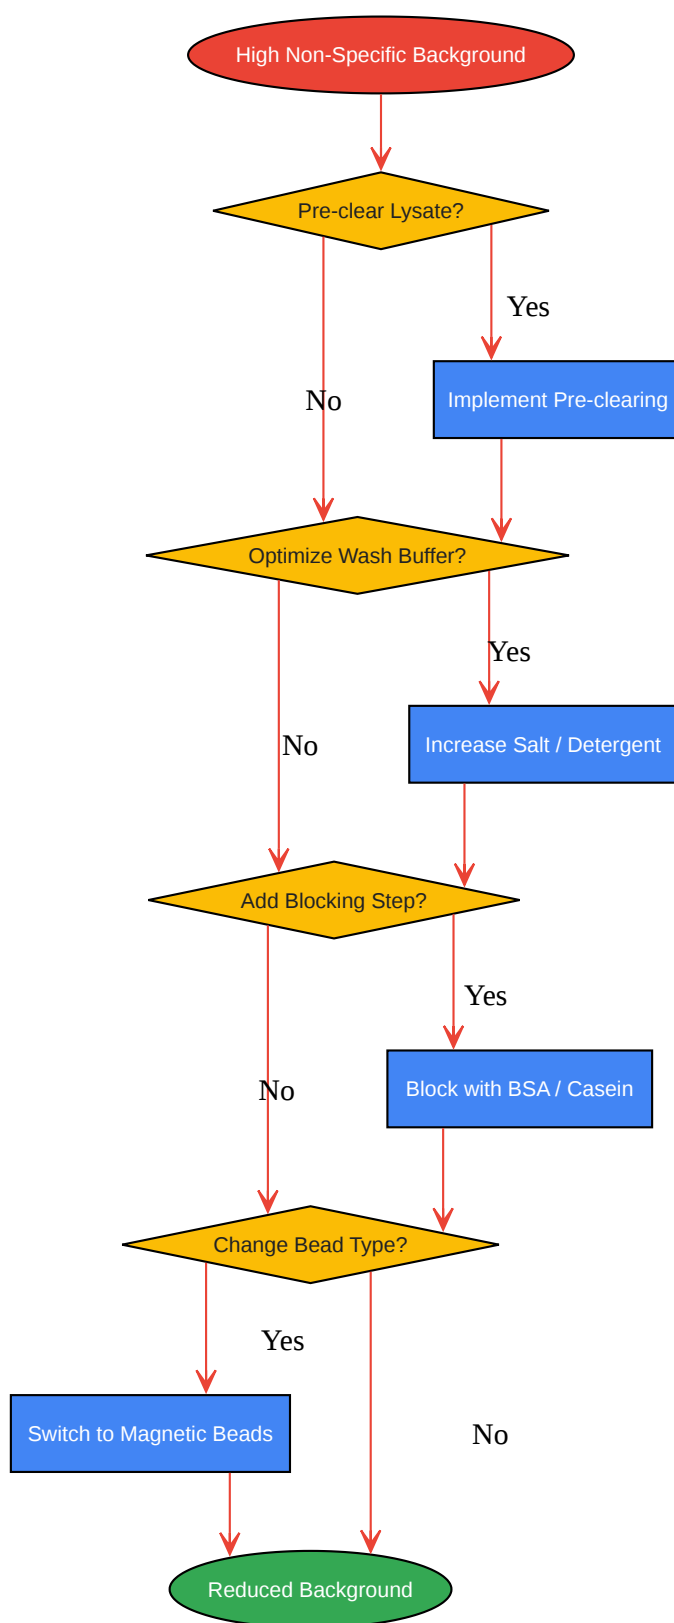 High Non-Specific Background
Pre-clear Lysate?
Yes
Implement Pre-clearing
No
Optimize Wash Buffer?
Yes
Increase Salt / Detergent
No
Add Blocking Step?
Yes
Block with BSA / Casein
No
Change Bead Type?
Yes
Switch to Magnetic Beads
No
Reduced Background